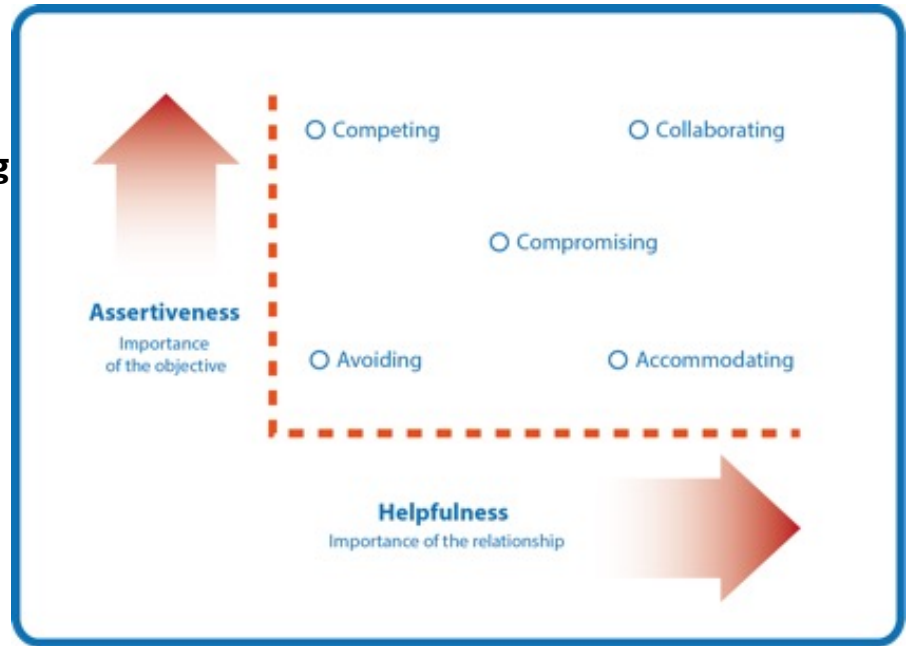 g
Competing
Collaborating
Compromising
Assertiveness
Importance
of the objective
Avoiding
Accommodating
Helpfulness
Importance of the relationship